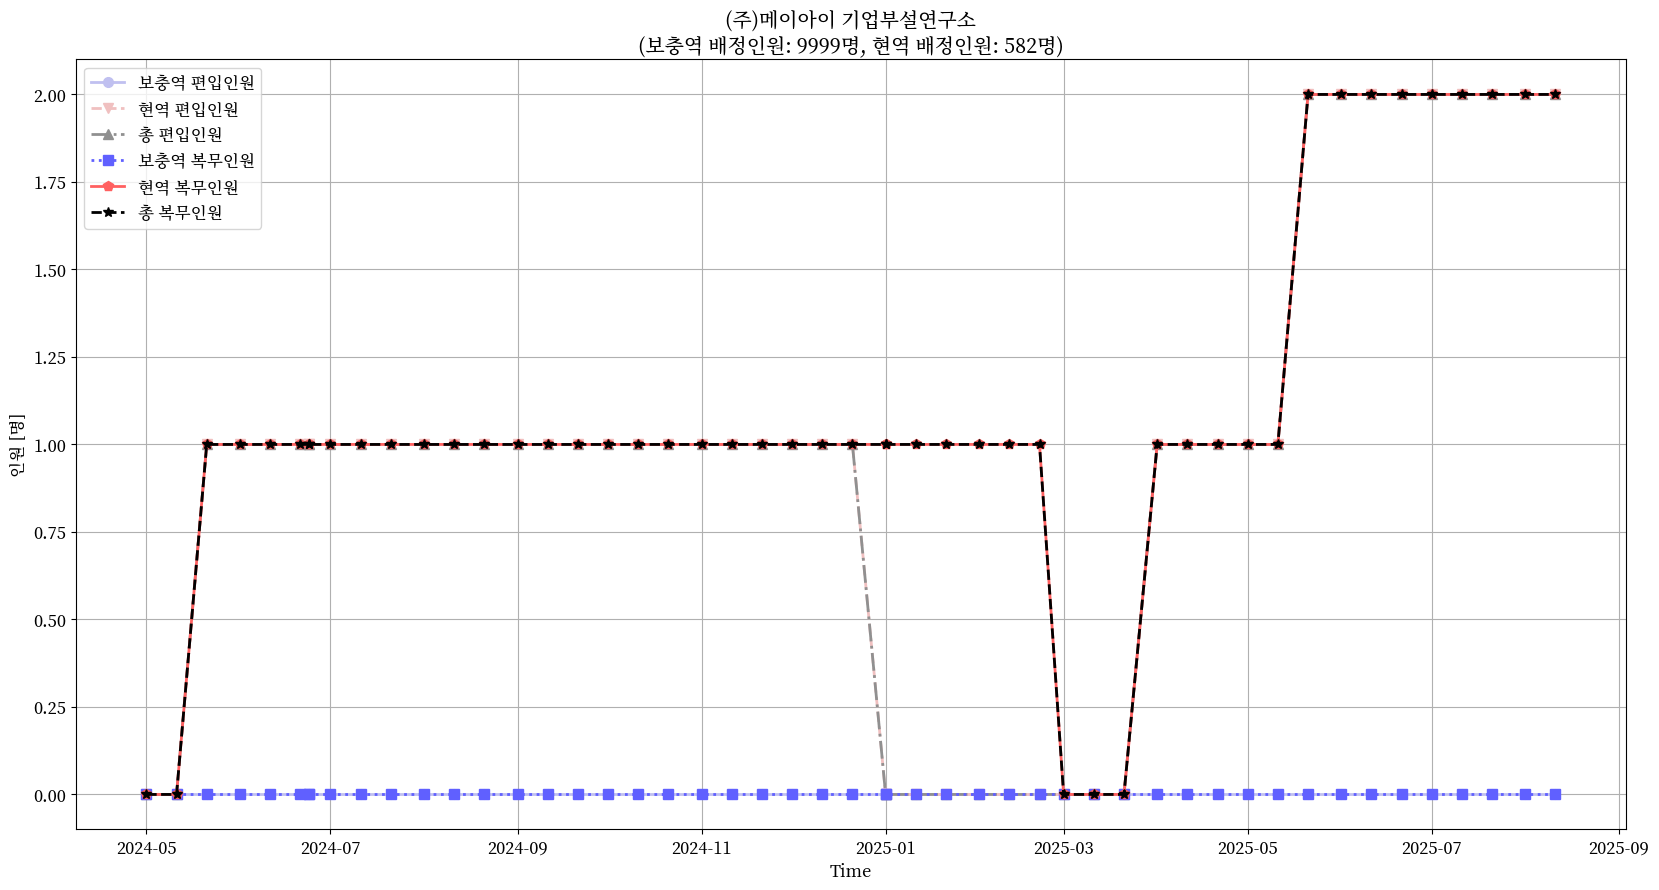 (주)메이아이 기업부설연구소
(보충역 배정인원: 9999명, 현역 배정인원: 582명)
보충역 편입인원
현역 편입인원
총 편입인원
보충역 복무인원
현역 복무인원
총 복무인원
2.00
1.75
1.50
1.25
1.00
0.75
0.50
0.25
0.00
인원 [명]
2024-05
2024-07
2024-09
2024-11
2025-01
2025-03
2025-05
2025-07
2025-09
Time